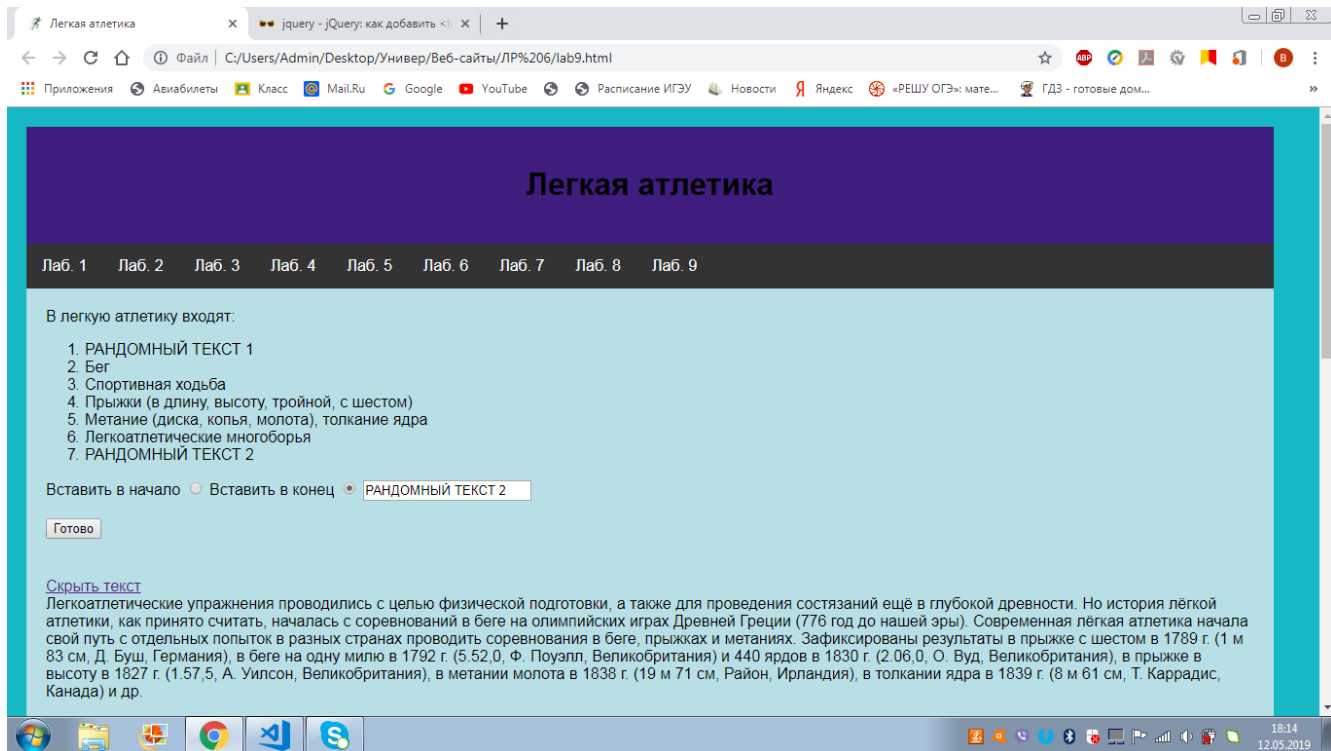 Легкая атлетика
jquery - jQuery: как добавить <li
Файл | C:/Users/Admin/Desktop/Универ/Веб-сайты/ЛР%206/lab9.html
ABP
В
Приложения Авиабилеты Класс Mail.Ru Google YouTube Расписание ИГЭУ Новости Яндекс «РЕШУ ОГЭ»: мате... ГДЗ - готовые дом... »
Легкая атлетика
Лаб. 1 Лаб. 2 Лаб. 3 Лаб. 4 Лаб. 5 Лаб. 6 Лаб. 7 Лаб. 8 Лаб. 9
В легкую атлетику входят:
1. РАНДОМНЫЙ ТЕКСТ 1
2. Бег
3. Спортивная ходьба
4. Прыжки (в длину, высоту, тройной, с шестом)
5. Метание (диска, копья, молота), толкание ядра
6. Легкоатлетические многоборья
7. РАНДОМНЫЙ ТЕКСТ 2
Вставить в начало Вставить в конец РАНДОМНЫЙ ТЕКСТ 2
Готово
Скрыть текст
Легкоатлетические упражнения проводились с целью физической подготовки, а также для проведения состязаний ещё в глубокой древности. Но история лёгкой
атлетики, как принято считать, началась с соревнований в беге на олимпийских играх Древней Греции (776 год до нашей эры). Современная лёгкая атлетика начала
свой путь с отдельных попыток в разных странах проводить соревнования в беге, прыжках и метаниях. Зафиксированы результаты в прыжке с шестом в 1789 г. (1 м
83 см, Д. Буш, Германия), в беге на одну милю в 1792 г. (5.52,0, Ф. Поуэлл, Великобритания) и 440 ярдов в 1830 г. (2.06,0, О. Вуд, Великобритания), в прыжке в
высоту в 1827 г. (1.57,5, А. Уилсон, Великобритания), в метании молота в 1838 г. (19 м 71 см, Район, Ирландия), в толкании ядра в 1839 г. (8 м 61 см, Т. Каррадис,
Канада) и др.
18:14
12.05.2019